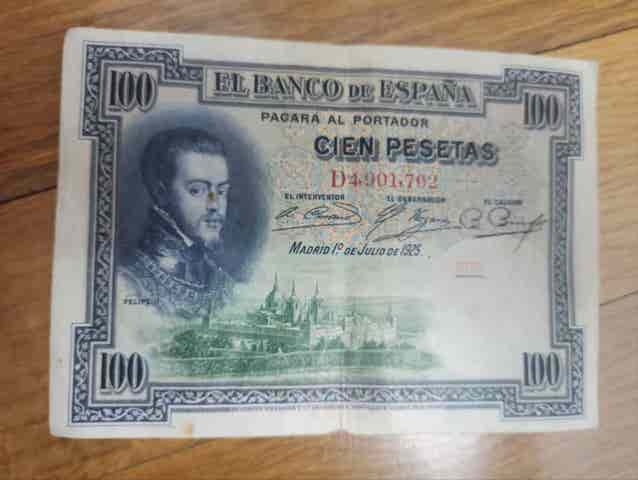 100 EL BANCO DE ESPAÑA 100
PAGARÁ AL PORTADOR
CIEN PESETAS
D4,901,702
EL INTERVENTOR EL GOBERNADOR EL CAJERO
MADRID 1º DE JULIO DE 1925.
FELIPE
100 100